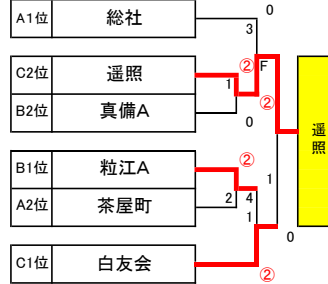 A1位 総社
0
3
C2位 遥照
② F
1 ②
B2位 真備A
0
遥照
B1位 粒江A
②
1
A2位 茶屋町
2 4
1
0
C1位 白友会
②